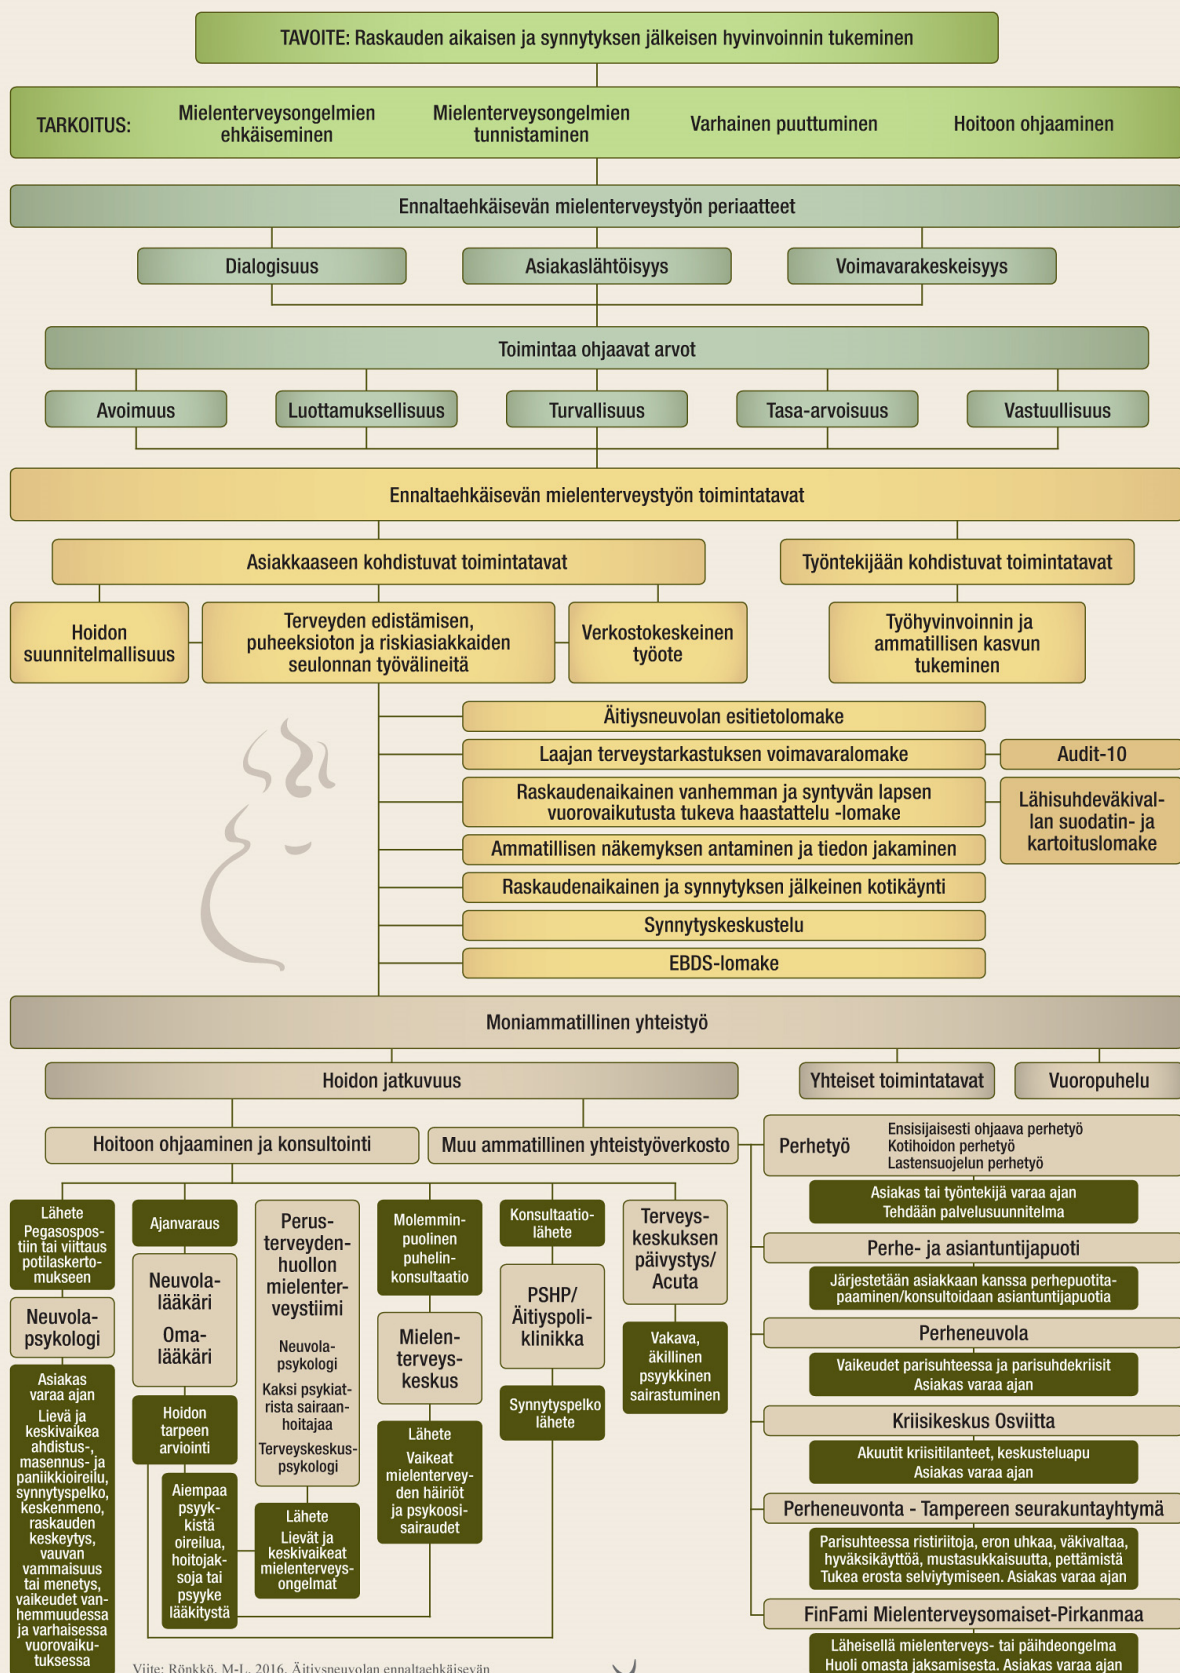 TAVOITE: Raskauden aikaisen ja synnytyksen jälkeisen hyvinvoinnin tukeminen
TARKOITUS:
Mielenterveysongelmien
ehkäiseminen
Mielenterveysongelmien
tunnistaminen
Varhainen puuttuminen
Hoitoon ohjaaminen
Ennaltaehkäisevän mielenterveystyön periaatteet
Dialogisuus
Asiakaslähtöisyys
Voimavarakeskeisyys
Toimintaa ohjaavat arvot
Avoimuus
Luottamuksellisuus
Turvallisuus
Tasa-arvoisuus
Vastuullisuus
Ennaltaehkäisevän mielenterveystyön toimintatavat
Asiakkaaseen kohdistuvat toimintatavat
Työntekijään kohdistuvat toimintatavat
Hoidon
suunnitelmallisuus
Terveyden edistämisen,
puheeksioton ja riskiasiakkaiden
seulonnan työvälineitä
Verkostokeskeinen
työote
Työhyvinvoinnin ja
ammatillisen kasvun
tukeminen
Äitiysneuvolan esitietolomake
Laajan terveystarkastuksen voimavaralomake
Audit-10
Raskaudenaikainen vanhemman ja syntyvän lapsen
vuorovaikutusta tukeva haastattelu -lomake
Lähisuhdeväkival-
lan suodatin- ja
kartoituslomake
Ammatillisen näkemyksen antaminen ja tiedon jakaminen
Raskaudenaikainen ja synnytyksen jälkeinen kotikäynti
Synnytyskeskustelu
EBDS-lomake
Moniammatillinen yhteistyö
Hoidon jatkuvuus
Yhteiset toimintatavat
Vuoropuhelu
Hoitoon ohjaaminen ja konsultointi
Muu ammatillinen yhteistyöverkosto
Lähete
Pegasospos-
tiin tai viittaus
potilaskerto-
mukseen
Neuvola-
psykologi
Asiakas
varaa ajan
Lievä ja
keskivaikea
ahdistus-,
masennus- ja
paniikkioireilu,
synnytyspelko,
keskenmeno,
raskauden
keskeytys,
vauvan
vammaisuus
tai menetys,
vaikeudet van-
hemmuudessa
ja varhaisessa
vuorovaiku-
tuksessa
Ajanvaraus
Neuvola-
lääkäri
Oma-
lääkäri
Hoidon
tarpeen
arviointi
Aiempaa
psyyk-
kistä
oireilua,
hoitojak-
soja tai
psyyke
lääkitystä
Perus-
terveyden-
huollon
mielenter-
veystiimi
Neuvola-
psykologi
Kaksi psykiat-
rista sairaan-
hoitajaa
Terveyskeskus-
psykologi
Lähete
Lievät ja
keskivaikeat
mielenterveys-
ongelmat
Molemmin-
puolinen
puhelin-
konsultaatio
Mielen-
terveys-
keskus
Lähete
Vaikeat
mielentervey-
den häiriöt
ja psykoosi-
sairaudet
Konsultaatio-
lähete
PSHP/
Äitiyspoli-
klinikka
Synnytyspelko
lähete
Terveys-
keskuksen
päivystys/
Acuta
Vakava,
äkillinen
psyykkinen
sairastuminen
Perhetyö
Ensisijaisesti ohjaava perhetyö
Kotihoidon perhetyö
Lastensuojelun perhetyö
Asiakas tai työntekijä varaa ajan
Tehdään palvelusuunnitelma
Perhe- ja asiantuntijapuoti
Järjestetään asiakkaan kanssa perhepuotita-
paaminen/konsultoidaan asiantuntijapuotia
Perheneuvola
Vaikeudet parisuhteessa ja parisuhdekriisit
Asiakas varaa ajan
Kriisikeskus Osviitta
Akuutit kriisitilanteet, keskusteluapu
Asiakas varaa ajan
Perheneuvonta - Tampereen seurakuntayhtymä
Parisuhteessa ristiriitoja, eron uhkaa, väkivaltaa,
hyväksikäyttöä, mustasukkaisuutta, pettämistä
Tukea erosta selviytymiseen. Asiakas varaa ajan
FinFami Mielenterveysomaiset-Pirkanmaa
Läheisellä mielenterveys- tai päihdeongelma
Huoli omasta jaksamisesta. Asiakas varaa ajan
Viite: Rönkkö, M-L. 2016. Äitiysneuvolan ennaltaehkäisevän